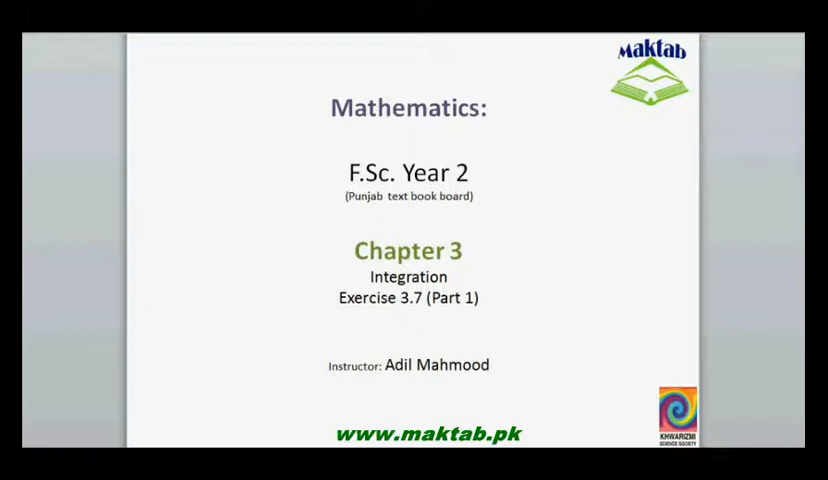 Maktab
Mathematics:
F.Sc. Year 2
(Punjab text book board)
Chapter 3
Integration
Exercise 3.7 (Part 1)
Instructor: Adil Mahmood
www.maktab.pk
KHWARIZMI
SCIENCE SOCIETY